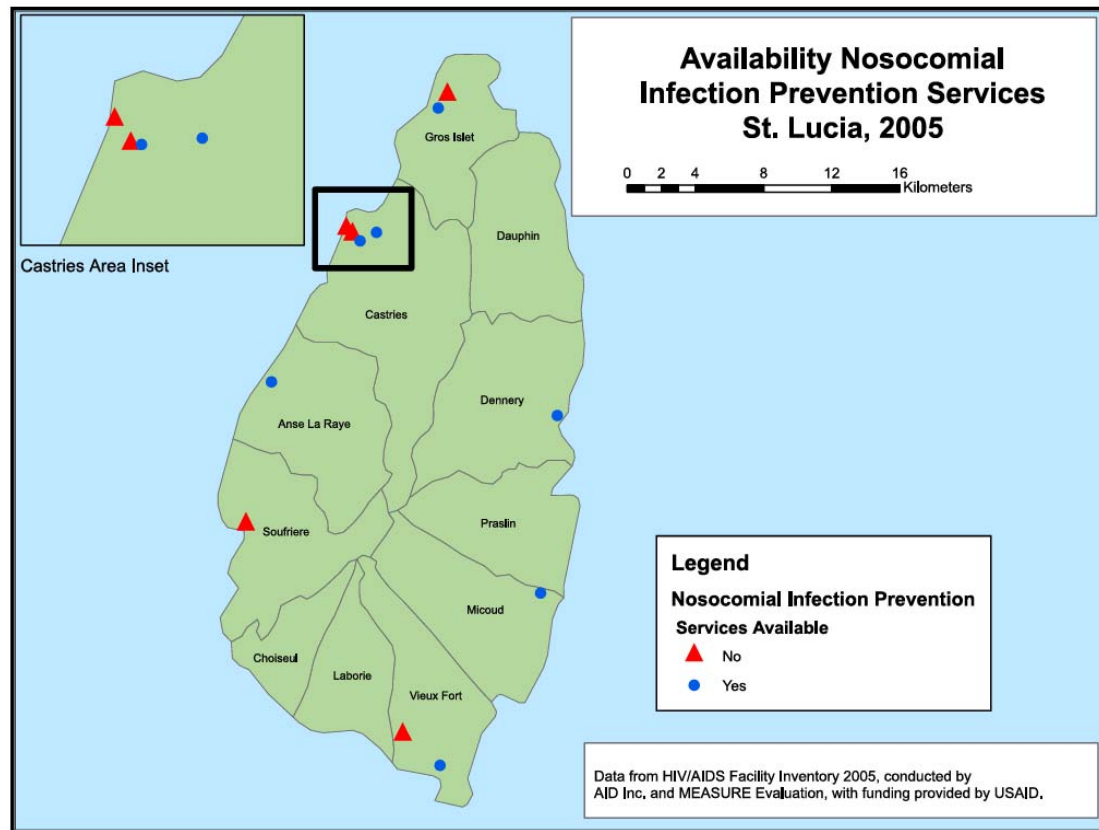 Availability Nosocomial
Infection Prevention Services
St. Lucia, 2005
0 2 4 8 12 16
Kilometers
Castries Area Inset
Gros Islet
Dauphin
Castries
Dennery
Anse La Raye
Praslin
Soufriere
Micoud
Choiseul
Laborie
Vieux Fort
Legend
Nosocomial Infection Prevention
Services Available
No
Yes
Data from HIV/AIDS Facility Inventory 2005, conducted by
AID Inc. and MEASURE Evaluation, with funding provided by USAID.